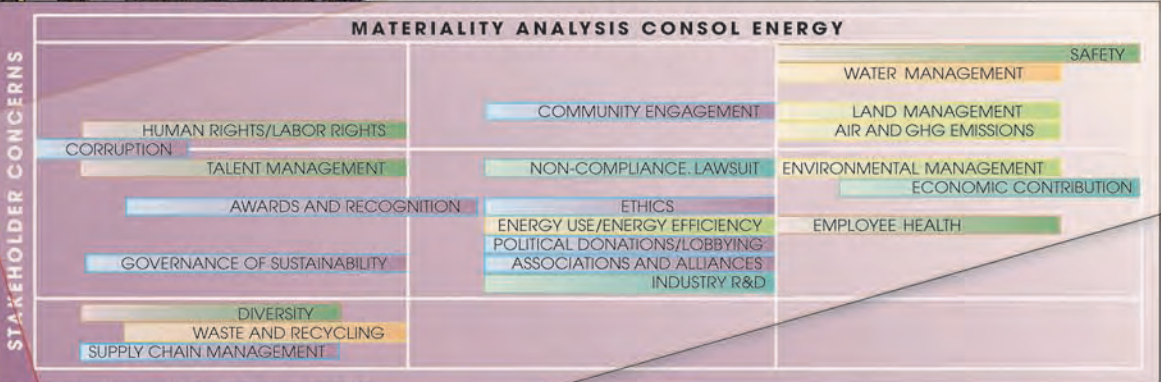 MATERIALITY ANALYSIS CONSOL ENERGY
STAKEHOLDER CONCERNS
SAFETY
WATER MANAGEMENT
COMMUNITY ENGAGEMENT
LAND MANAGEMENT
HUMAN RIGHTS/LABOR RIGHTS
AIR AND GHG EMISSIONS
CORRUPTION
TALENT MANAGEMENT
NON-COMPLIANCE. LAWSUIT
ENVIRONMENTAL MANAGEMENT
ECONOMIC CONTRIBUTION
AWARDS AND RECOGNITION
ETHICS
ENERGY USE/ENERGY EFFICIENCY
EMPLOYEE HEALTH
POLITICAL DONATIONS/LOBBYING
GOVERNANCE OF SUSTAINABILITY
ASSOCIATIONS AND ALLIANCES
INDUSTRY R&D
DIVERSITY
WASTE AND RECYCLING
SUPPLY CHAIN MANAGEMENT